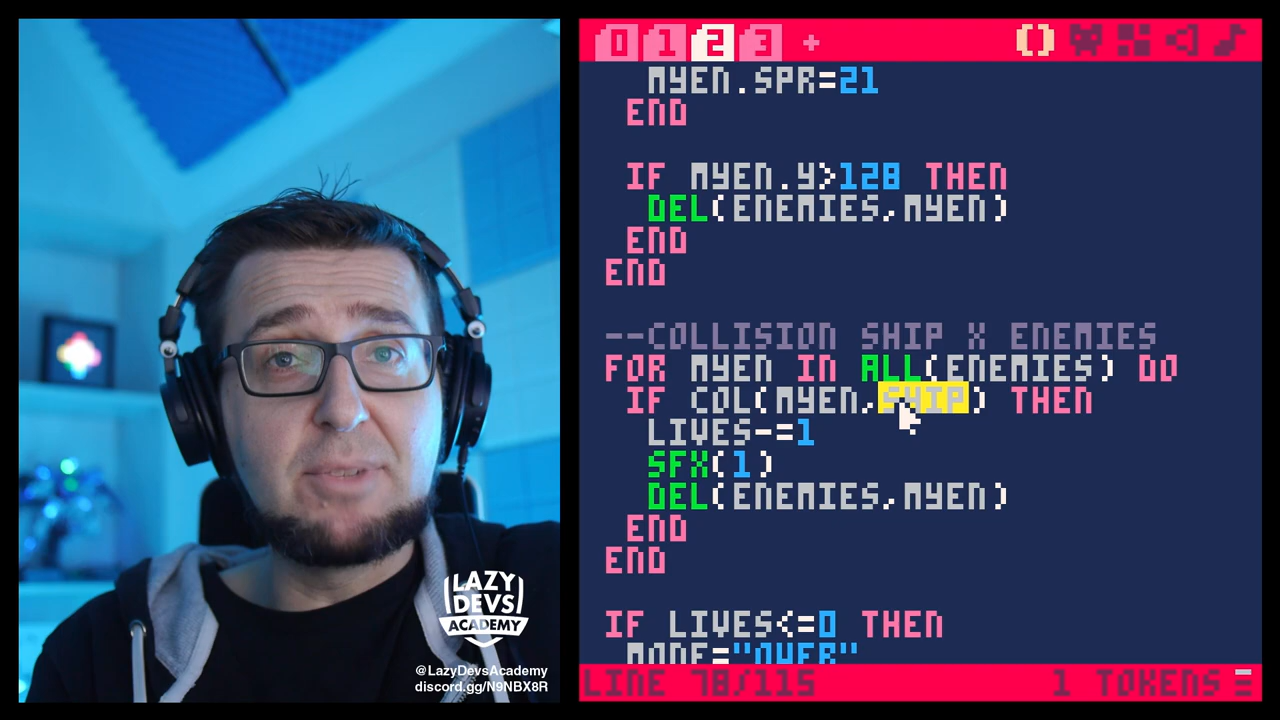 LAZY
DEVS
ACADEMY
@LazyDevsAcademy
discord.gg/N9NBX8R
0 1 2 3 +
MYEN.SPR=21
END
IF MYEN.Y>128 THEN
DEL(ENEMIES,MYEN)
END
END
--COLLISION SHIP X ENEMIES
FOR MYEN IN ALL(ENEMIES) DO
IF COL(MYEN,SHIP) THEN
LIVES-=1
SFX(1)
DEL(ENEMIES,MYEN)
END
END
IF LIVES<=0 THEN
MODE="OVER"
LINE 78/115 1 TOKENS